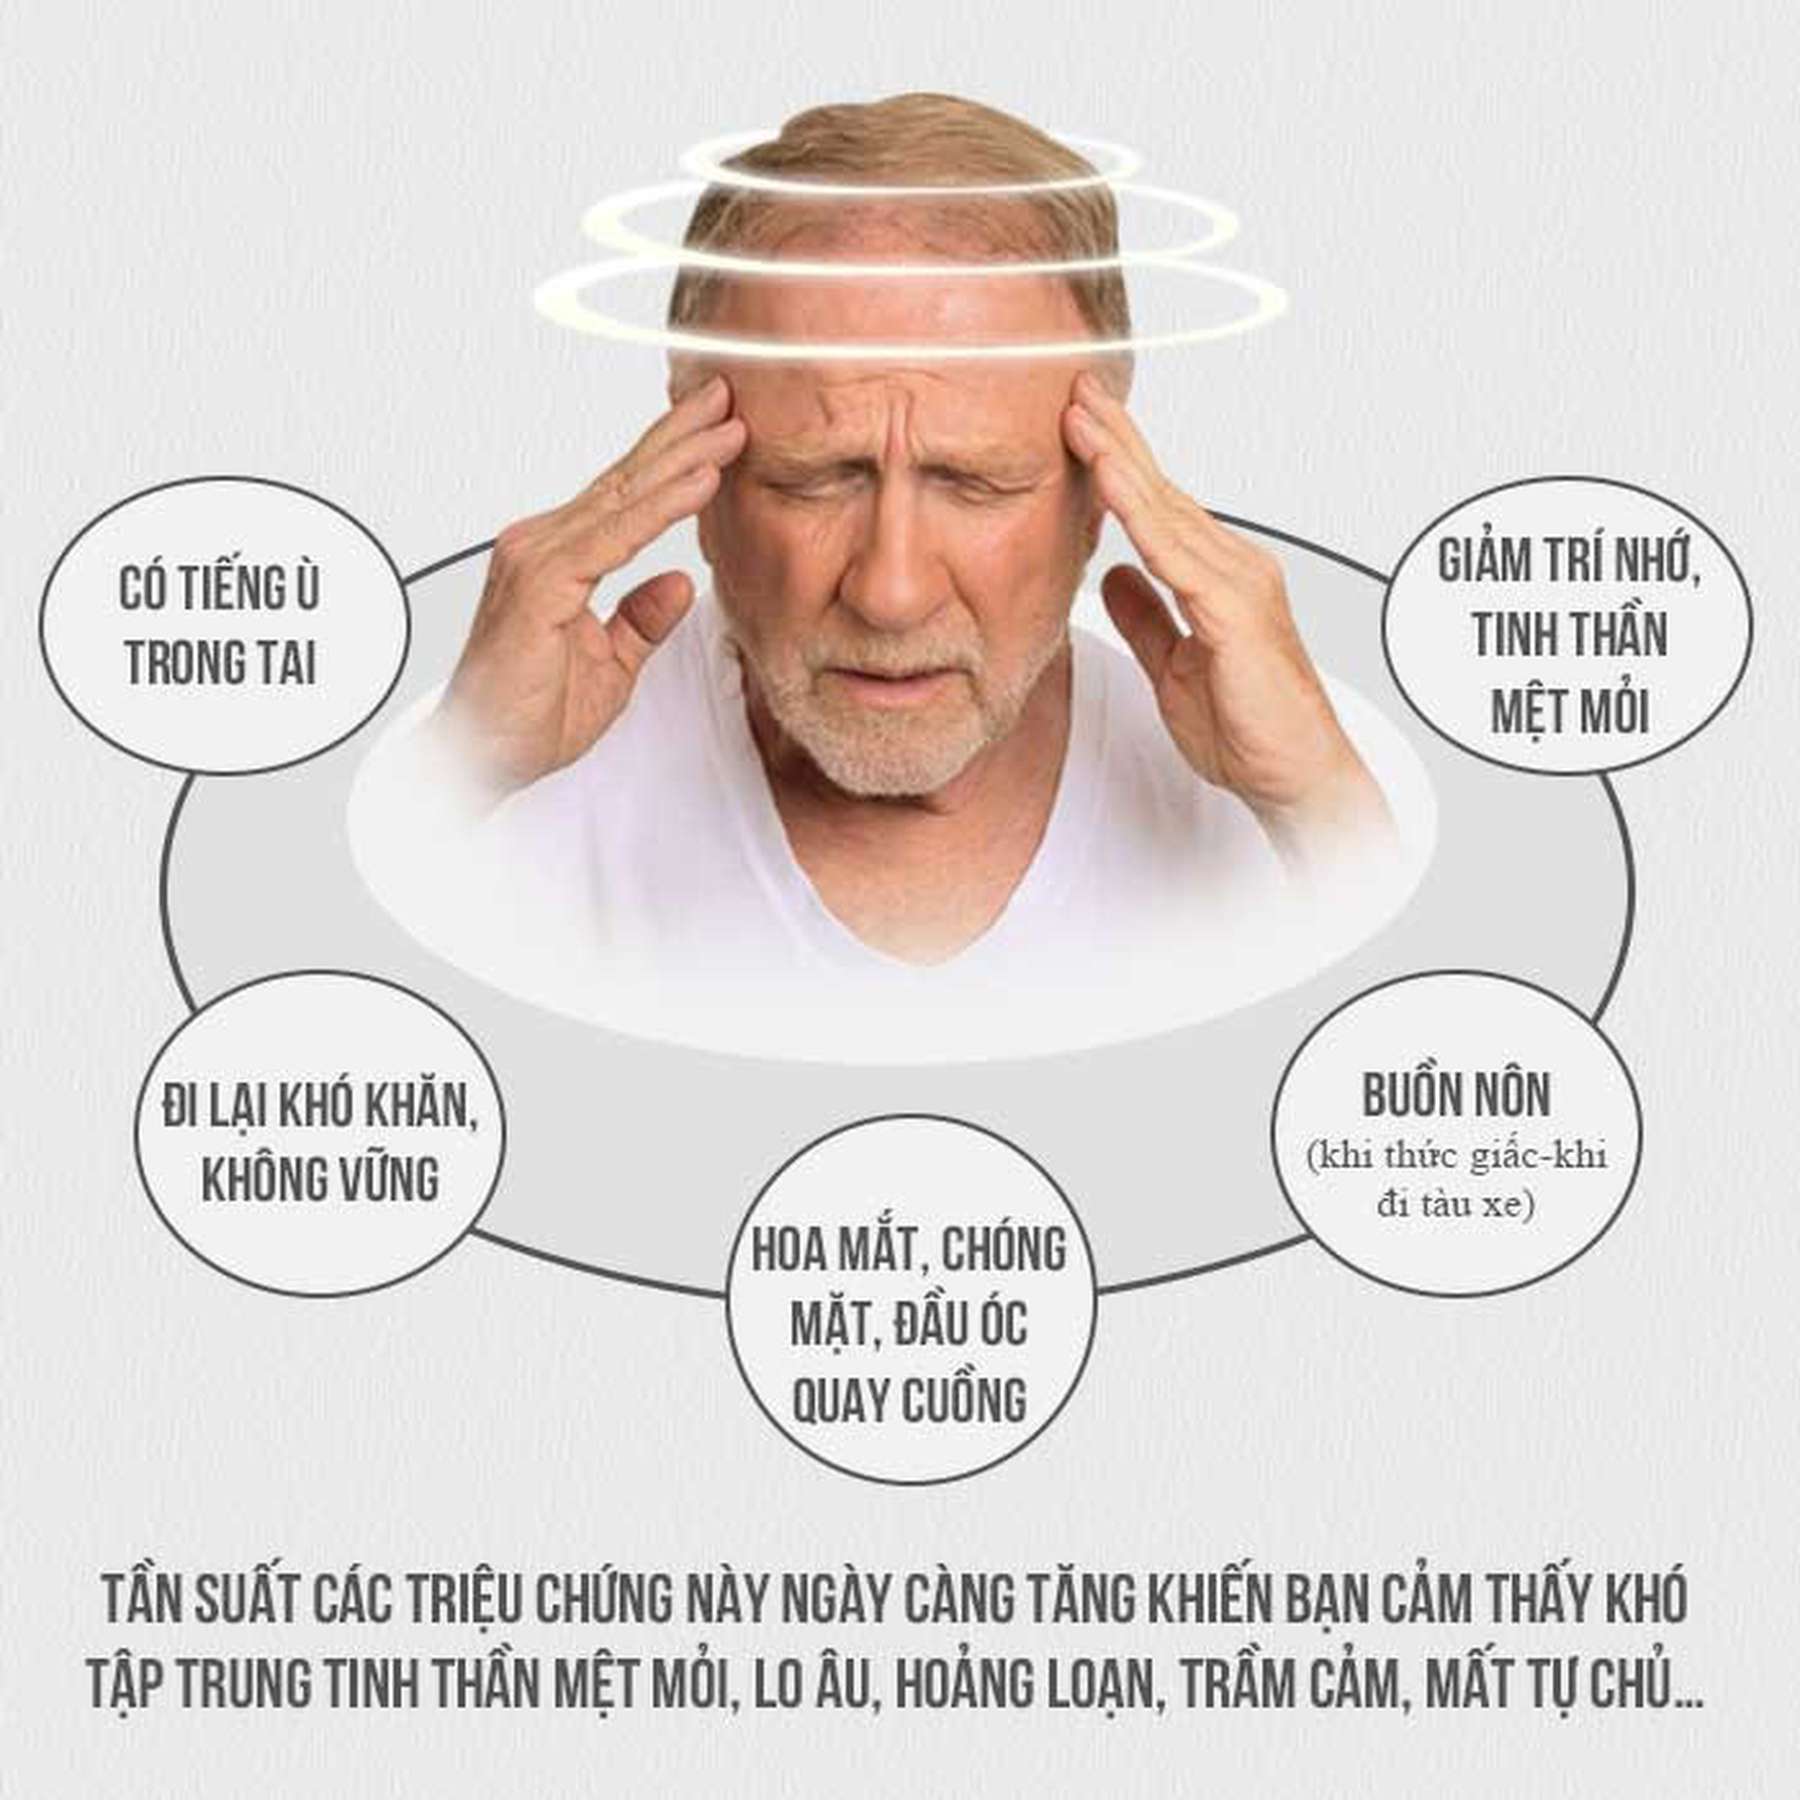 CÓ TIẾNG Ù
TRONG TAI
GIẢM TRÍ NHỚ,
TINH THẦN
MỆT MỎI
ĐI LẠI KHÓ KHĂN,
KHÔNG VỮNG
BUỒN NÔN
(khi thức giấc-khi
đi tàu xe)
HOA MẮT, CHÓNG
MẶT, ĐẦU ÓC
QUAY CUỒNG
TẦN SUẤT CÁC TRIỆU CHỨNG NÀY NGÀY CÀNG TĂNG KHIẾN BẠN CẢM THẤY KHÓ
TẬP TRUNG TINH THẦN MỆT MỎI, LO ÂU, HOẢNG LOẠN, TRẦM CẢM, MẤT TỰ CHỦ...